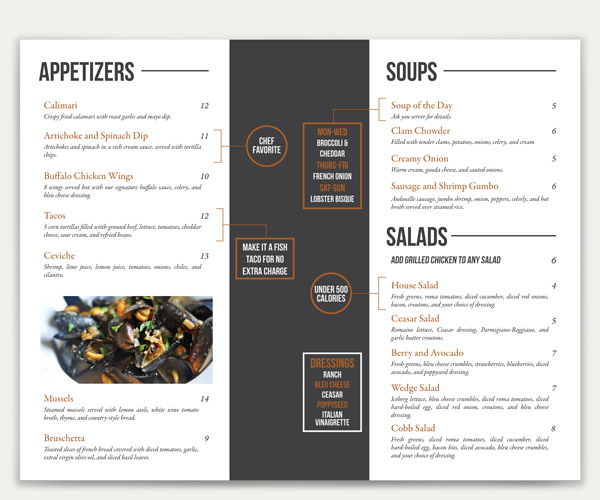 APPETIZERS
Calimari 12
Crispy fried calamari with roast garlic and mayo dip.
Artichoke and Spinach Dip 11
Artichokes and spinach in a rich cream sauce. served with tortilla
chips.
Buffalo Chicken Wings 10
8 wings served hot with our signature buffalo sauce, celery, and
bleu cheese dressing.
Tacos 12
5 corn tortillas filled with ground beef, lettuce, tomatoes, cheddar
cheese, sour cream, and refried beans.
Ceviche 13
Shrimp, lime juice, lemon juice, tomatoes, onions, chiles, and
cilantro.
Mussels 14
Steamed mussels served with lemon aioli, white wine tomato
broth, thyme, and country-style bread.
Bruschetta 9
Toasted slices of french bread covered with diced tomatoes, garlic,
extra virgin olive oil, and sliced basil leaves.
CHEF
FAVORITE
MAKE IT A FISH
TACO FOR NO
EXTRA CHARGE
MON-WED
BROCCOLI &
CHEDDAR
THURS-FRI
FRENCH ONION
SAT-SUN
LOBSTER BISQUE
UNDER 500
CALORIES
DRESSINGS
RANCH
BLEU CHEESE
CEASAR
POPPYSEED
ITALIAN
VINAIGRETTE
SOUPS
Soup of the Day 5
Ask you server for details.
Clam Chowder 6
Filled with tender clams, potatoes, onions, celery, and cream
Creamy Onion 5
Warm cream, gouda cheese, and sauted onions.
Sausage and Shrimp Gumbo 6
Andouille sausage, jumbo shrimp, onion, peppers, celerly, and hot
broth served over steamed rice.
SALADS
ADD GRILLED CHICKEN TO ANY SALAD 6
House Salad 4
Fresh greens, roma tomatoes, diced cucumber, sliced red onions,
bacon, croutons, and your choice of dressing.
Ceasar Salad 5
Romaine lettuce, Ceasar dressing, Parmigiano-Reggiano, and
garlic butter croutons.
Berry and Avocado 7
Fresh greens, bleu cheese crumbles, strawberries, blueberries, diced
avocado, and poppyseed dressing.
Wedge Salad 7
Iceberg lettuce, bleu cheese crumbles, diced roma tomatoes, sliced
hard-boiled egg, sliced red onion, croutons, and bleu cheese
dressing.
Cobb Salad 8
Fresh greens, sliced roma tomatoes, cucumber, sliced
hard-boiled egg, bacon bits, sliced avocado, bleu cheese crumbles,
and your choice of dressing.